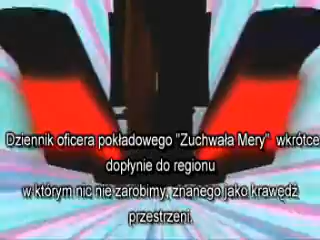 Dziennik oficera pokładowego "Zuchwała Mery" wkrótce
dopłynie do regionu
w którym nic nie zarobimy, znanego jako krawędź
przestrzeni.